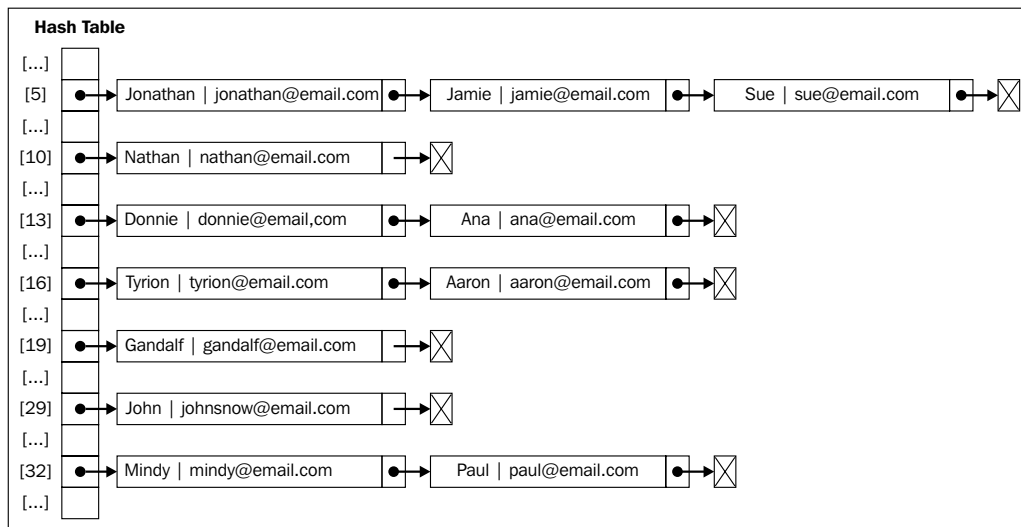 Hash Table
[...]
[5] Jonathan | jonathan@email.com Jamie | jamie@email.com Sue | sue@email.com
[...]
[10] Nathan | nathan@email.com
[...]
[13] Donnie | donnie@email,com Ana | ana@email.com
[...]
[16] Tyrion | tyrion@email.com Aaron | aaron@email.com
[...]
[19] Gandalf | gandalf@email.com
[...]
[29] John | johnsnow@email.com
[...]
[32] Mindy | mindy@email.com Paul | paul@email.com
[...]